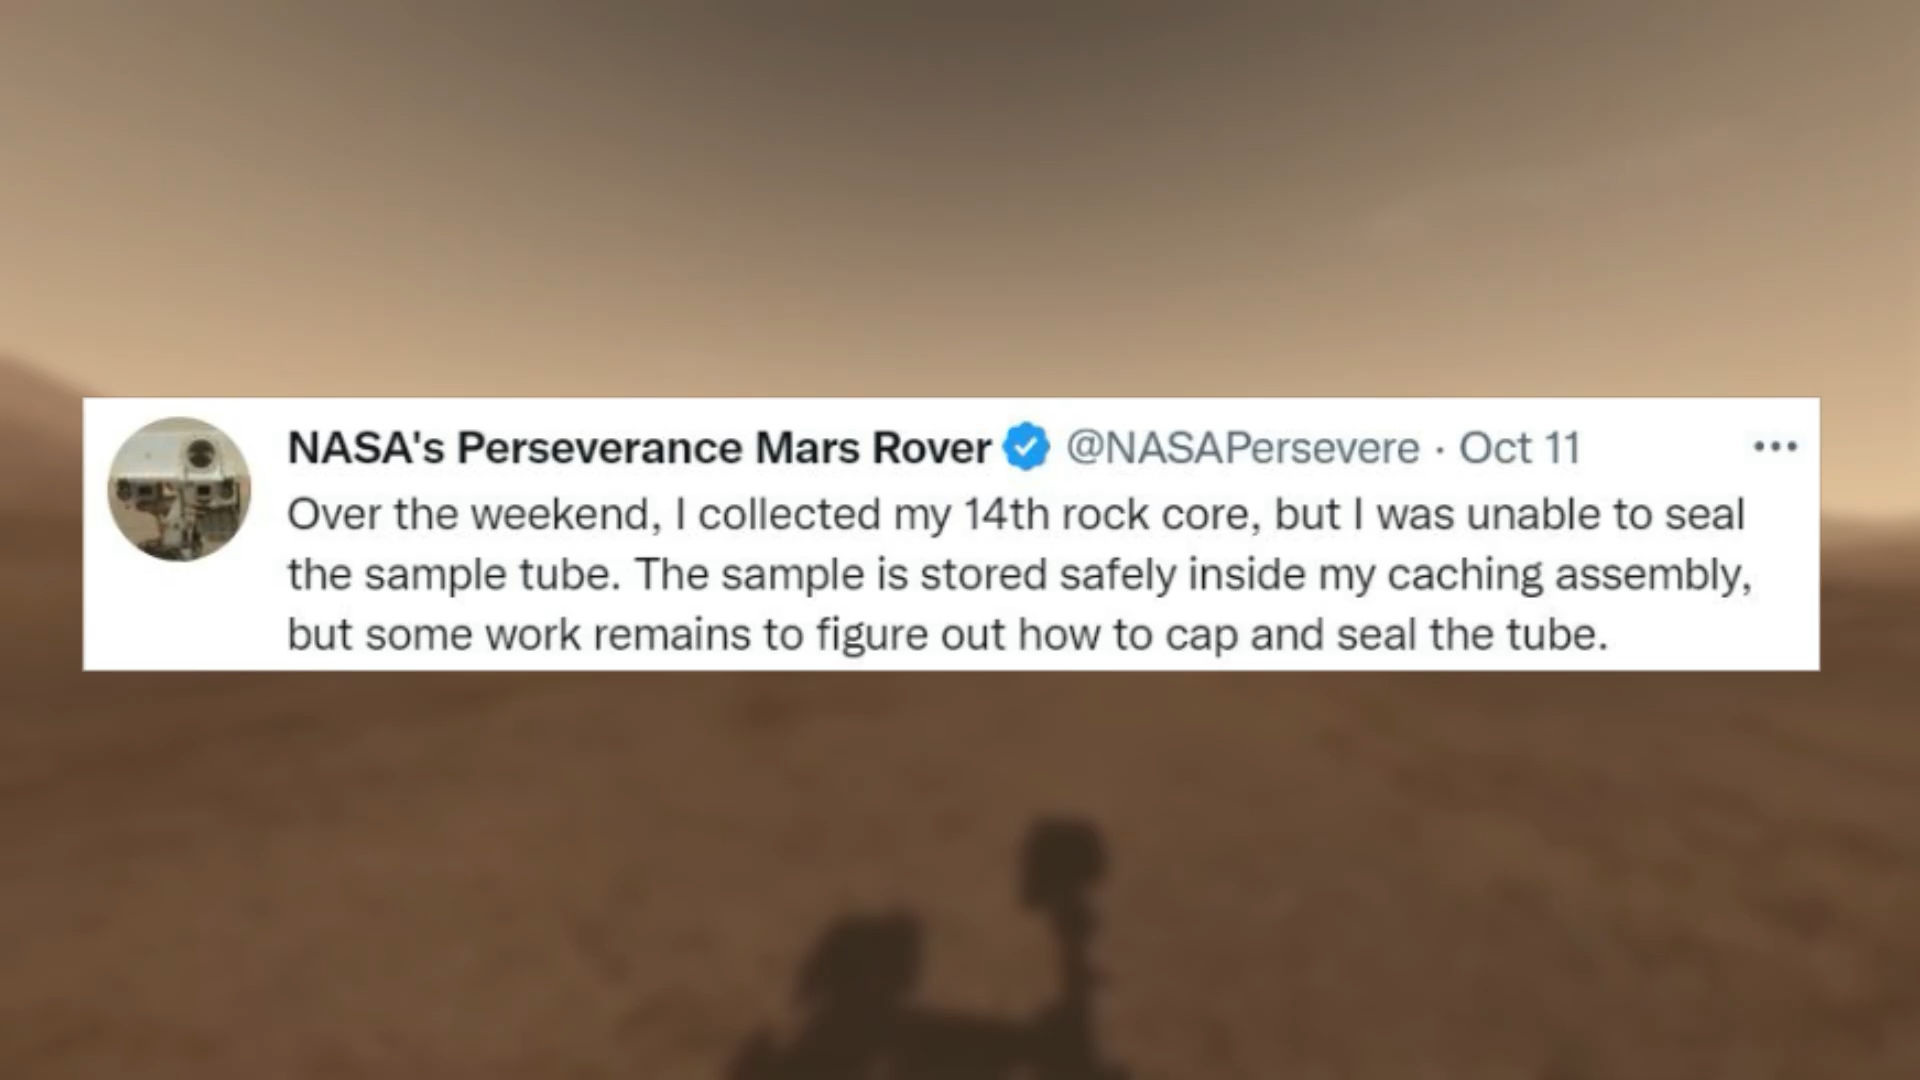 NASA's Perseverance Mars Rover @NASAPersevere · Oct 11
Over the weekend, I collected my 14th rock core, but I was unable to seal
the sample tube. The sample is stored safely inside my caching assembly,
but some work remains to figure out how to cap and seal the tube.